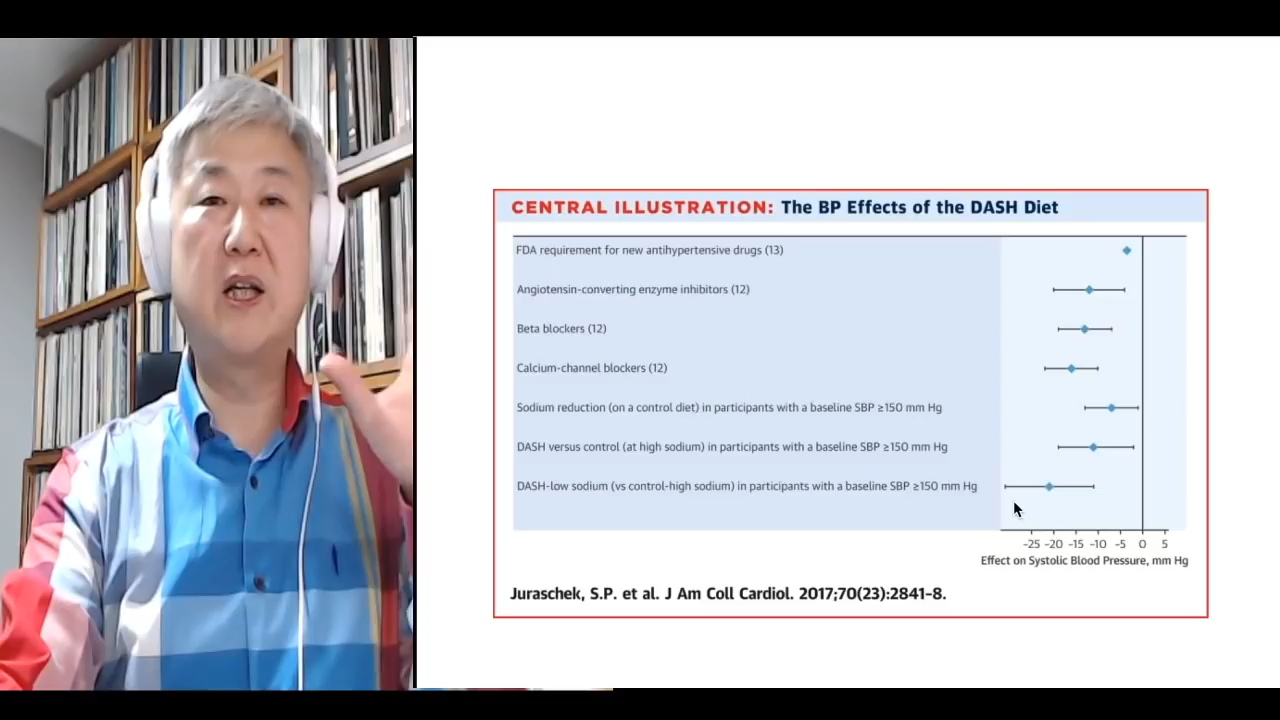 CENTRAL ILLUSTRATION: The BP Effects of the DASH Diet
FDA requirement for new antihypertensive drugs (13)
Angiotensin-converting enzyme inhibitors (12)
Beta blockers (12)
Calcium-channel blockers (12)
Sodium reduction (on a control diet) in participants with a baseline SBP ≥150 mm Hg
DASH versus control (at high sodium) in participants with a baseline SBP ≥150 mm Hg
DASH-low sodium (vs control-high sodium) in participants with a baseline SBP ≥150 mm Hg
-25 -20 -15 -10 -5 0 5
Effect on Systolic Blood Pressure, mm Hg
Juraschek, S.P. et al. J Am Coll Cardiol. 2017;70(23):2841-8.